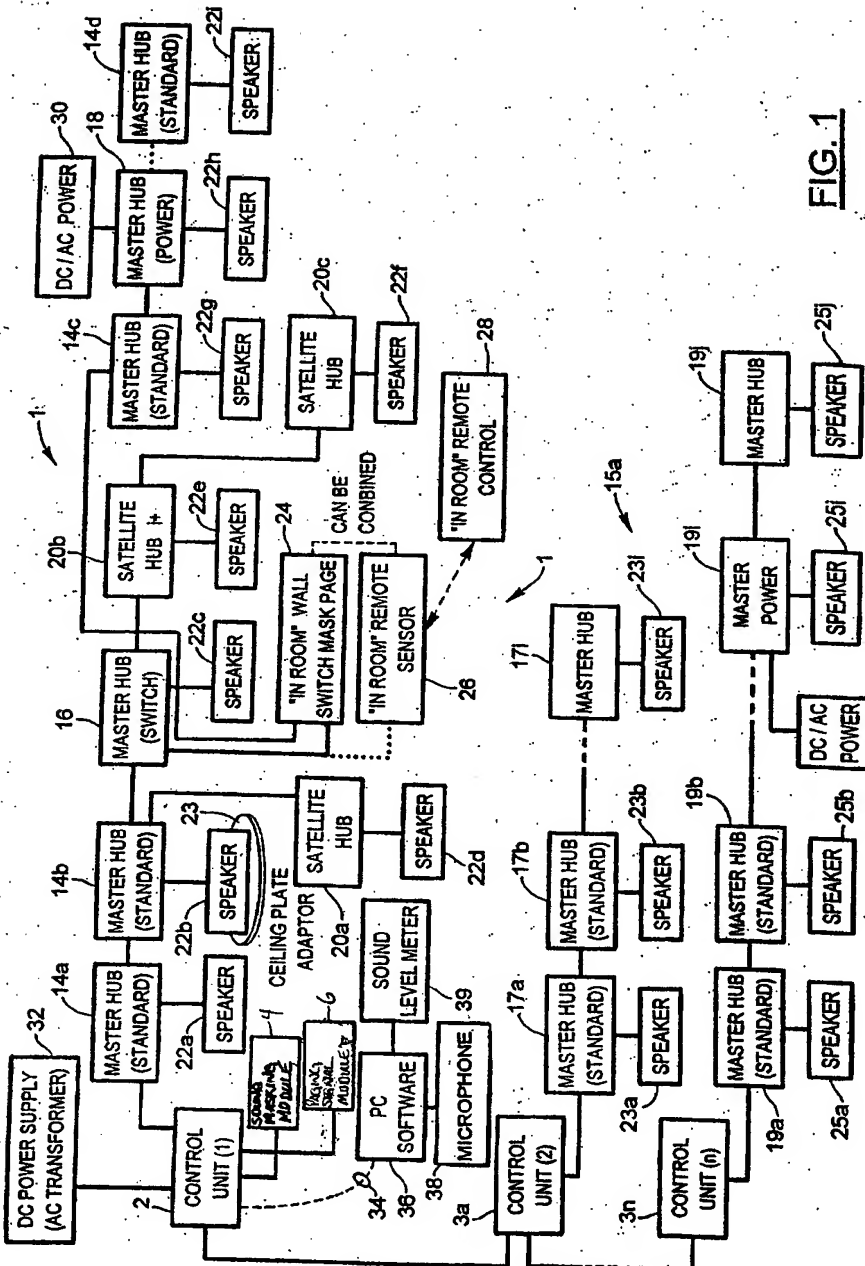 DC POWER SUPPLY
(AC TRANSFORMER)
32
CONTROL
UNIT (1)
2
MASTER HUB
(STANDARD)
14a
SPEAKER
22a
SOUND
MASKING
MODULE
4
PAGING
SIGNAL
MODULE
6
34
PC
SOFTWARE
36
SOUND
LEVEL METER
39
MICROPHONE
38
MASTER HUB
(STANDARD)
14b
SPEAKER
22b
23
CEILING PLATE
ADAPTOR
SATELLITE
HUB
20a
SPEAKER
22d
MASTER HUB
(SWITCH)
16
SPEAKER
22c
"IN ROOM" WALL
SWITCH MASK PAGE
24
CAN BE
CONBINED
"IN ROOM" REMOTE
SENSOR
26
"IN ROOM" REMOTE
CONTROL
28
SATELLITE
HUB
20b
SPEAKER
22e
SATELLITE
HUB
20c
SPEAKER
22f
MASTER HUB
(STANDARD)
14c
SPEAKER
22g
DC / AC POWER
30
MASTER HUB
(POWER)
18
SPEAKER
22h
MASTER HUB
(STANDARD)
14d
SPEAKER
22i
1
1
CONTROL
UNIT (2)
3a
MASTER HUB
(STANDARD)
17a
SPEAKER
23a
MASTER HUB
(STANDARD)
17b
SPEAKER
23b
MASTER HUB
17i
SPEAKER
23i
15a
CONTROL
UNIT (n)
3n
MASTER HUB
(STANDARD)
19a
SPEAKER
25a
MASTER HUB
(STANDARD)
19b
SPEAKER
25b
DC / AC
POWER
MASTER
POWER
19i
SPEAKER
25i
MASTER HUB
19j
SPEAKER
25j
FIG. 1